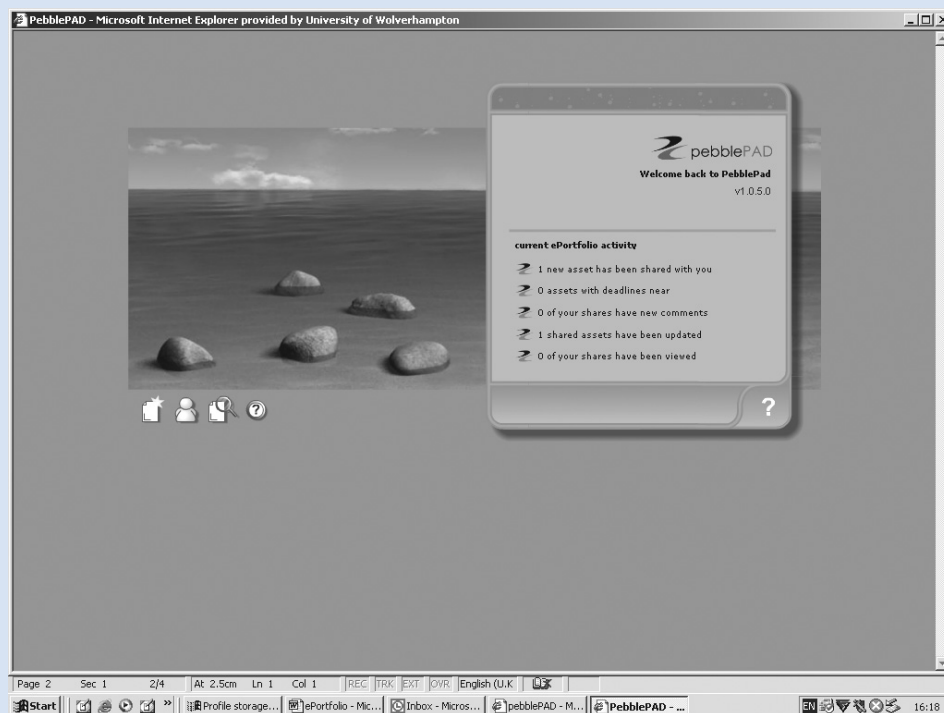 PebblePAD - Microsoft Internet Explorer provided by University of Wolverhampton
pebblePAD
Welcome back to PebblePad
v1.0.5.0
current ePortfolio activity
1 new asset has been shared with you
0 assets with deadlines near
0 of your shares have new comments
1 shared assets have been updated
0 of your shares have been viewed
?
?
Page 2 Sec 1 2/4 At 2.5cm Ln 1 Col 1 REC TRK EXT OVR English (U.K
Start » Profile storage... ePortfolio - Mic... Inbox - Micros... pebblePAD - M... PebblePAD - ... EN 16:18